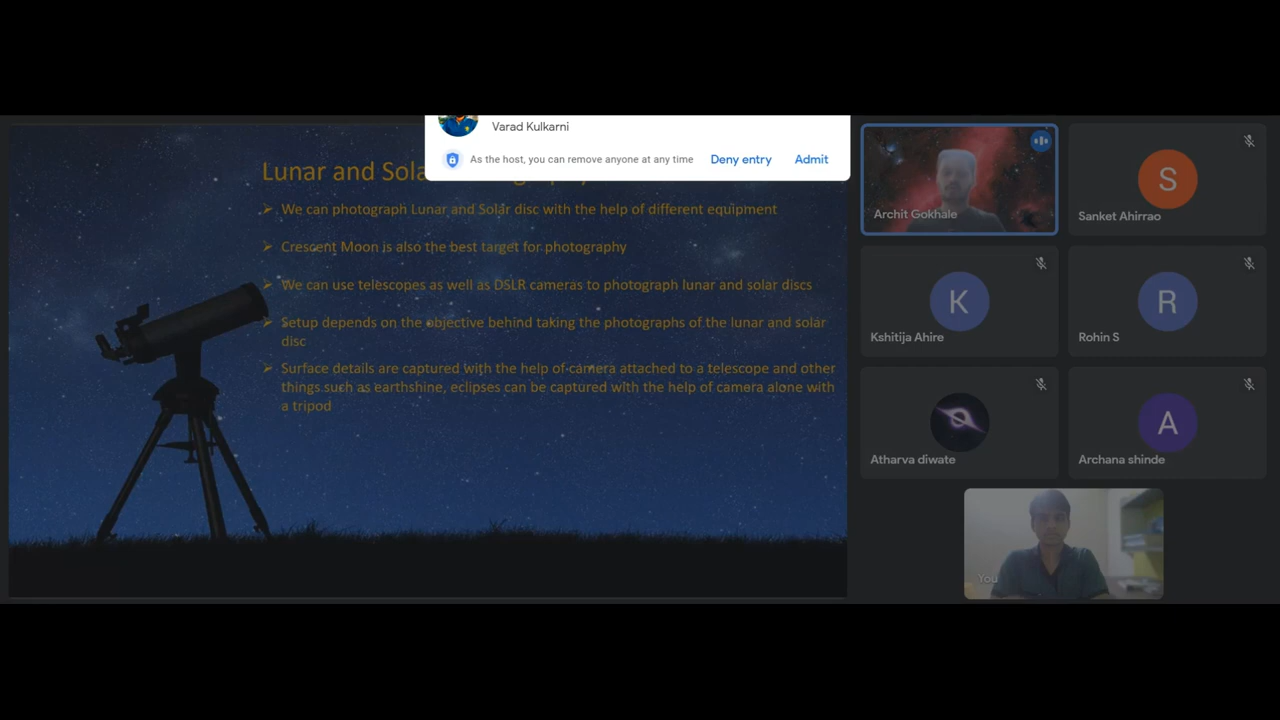 Varad Kulkarni
As the host, you can remove anyone at any time
Deny entry
Admit
Lunar and
➢ We can photograph Lunar and Solar disc with the help of different equipment
➢ Crescent Moon is also the best target for photography
➢ We can use telescopes as well as DSLR cameras to photograph lunar and solar discs
➢ Setup depends on the objective behind taking the photographs of the lunar and solar
disc
➢ Surface details are captured with the help of camera attached to a telescope and other
things such as earthshine, eclipses can be captured with the help of camera alone with
a tripod
Archit Gokhale
S
Sanket Ahirrao
K
Kshitija Ahire
R
Rohin S
Atharva diwate
A
Archana shinde
You